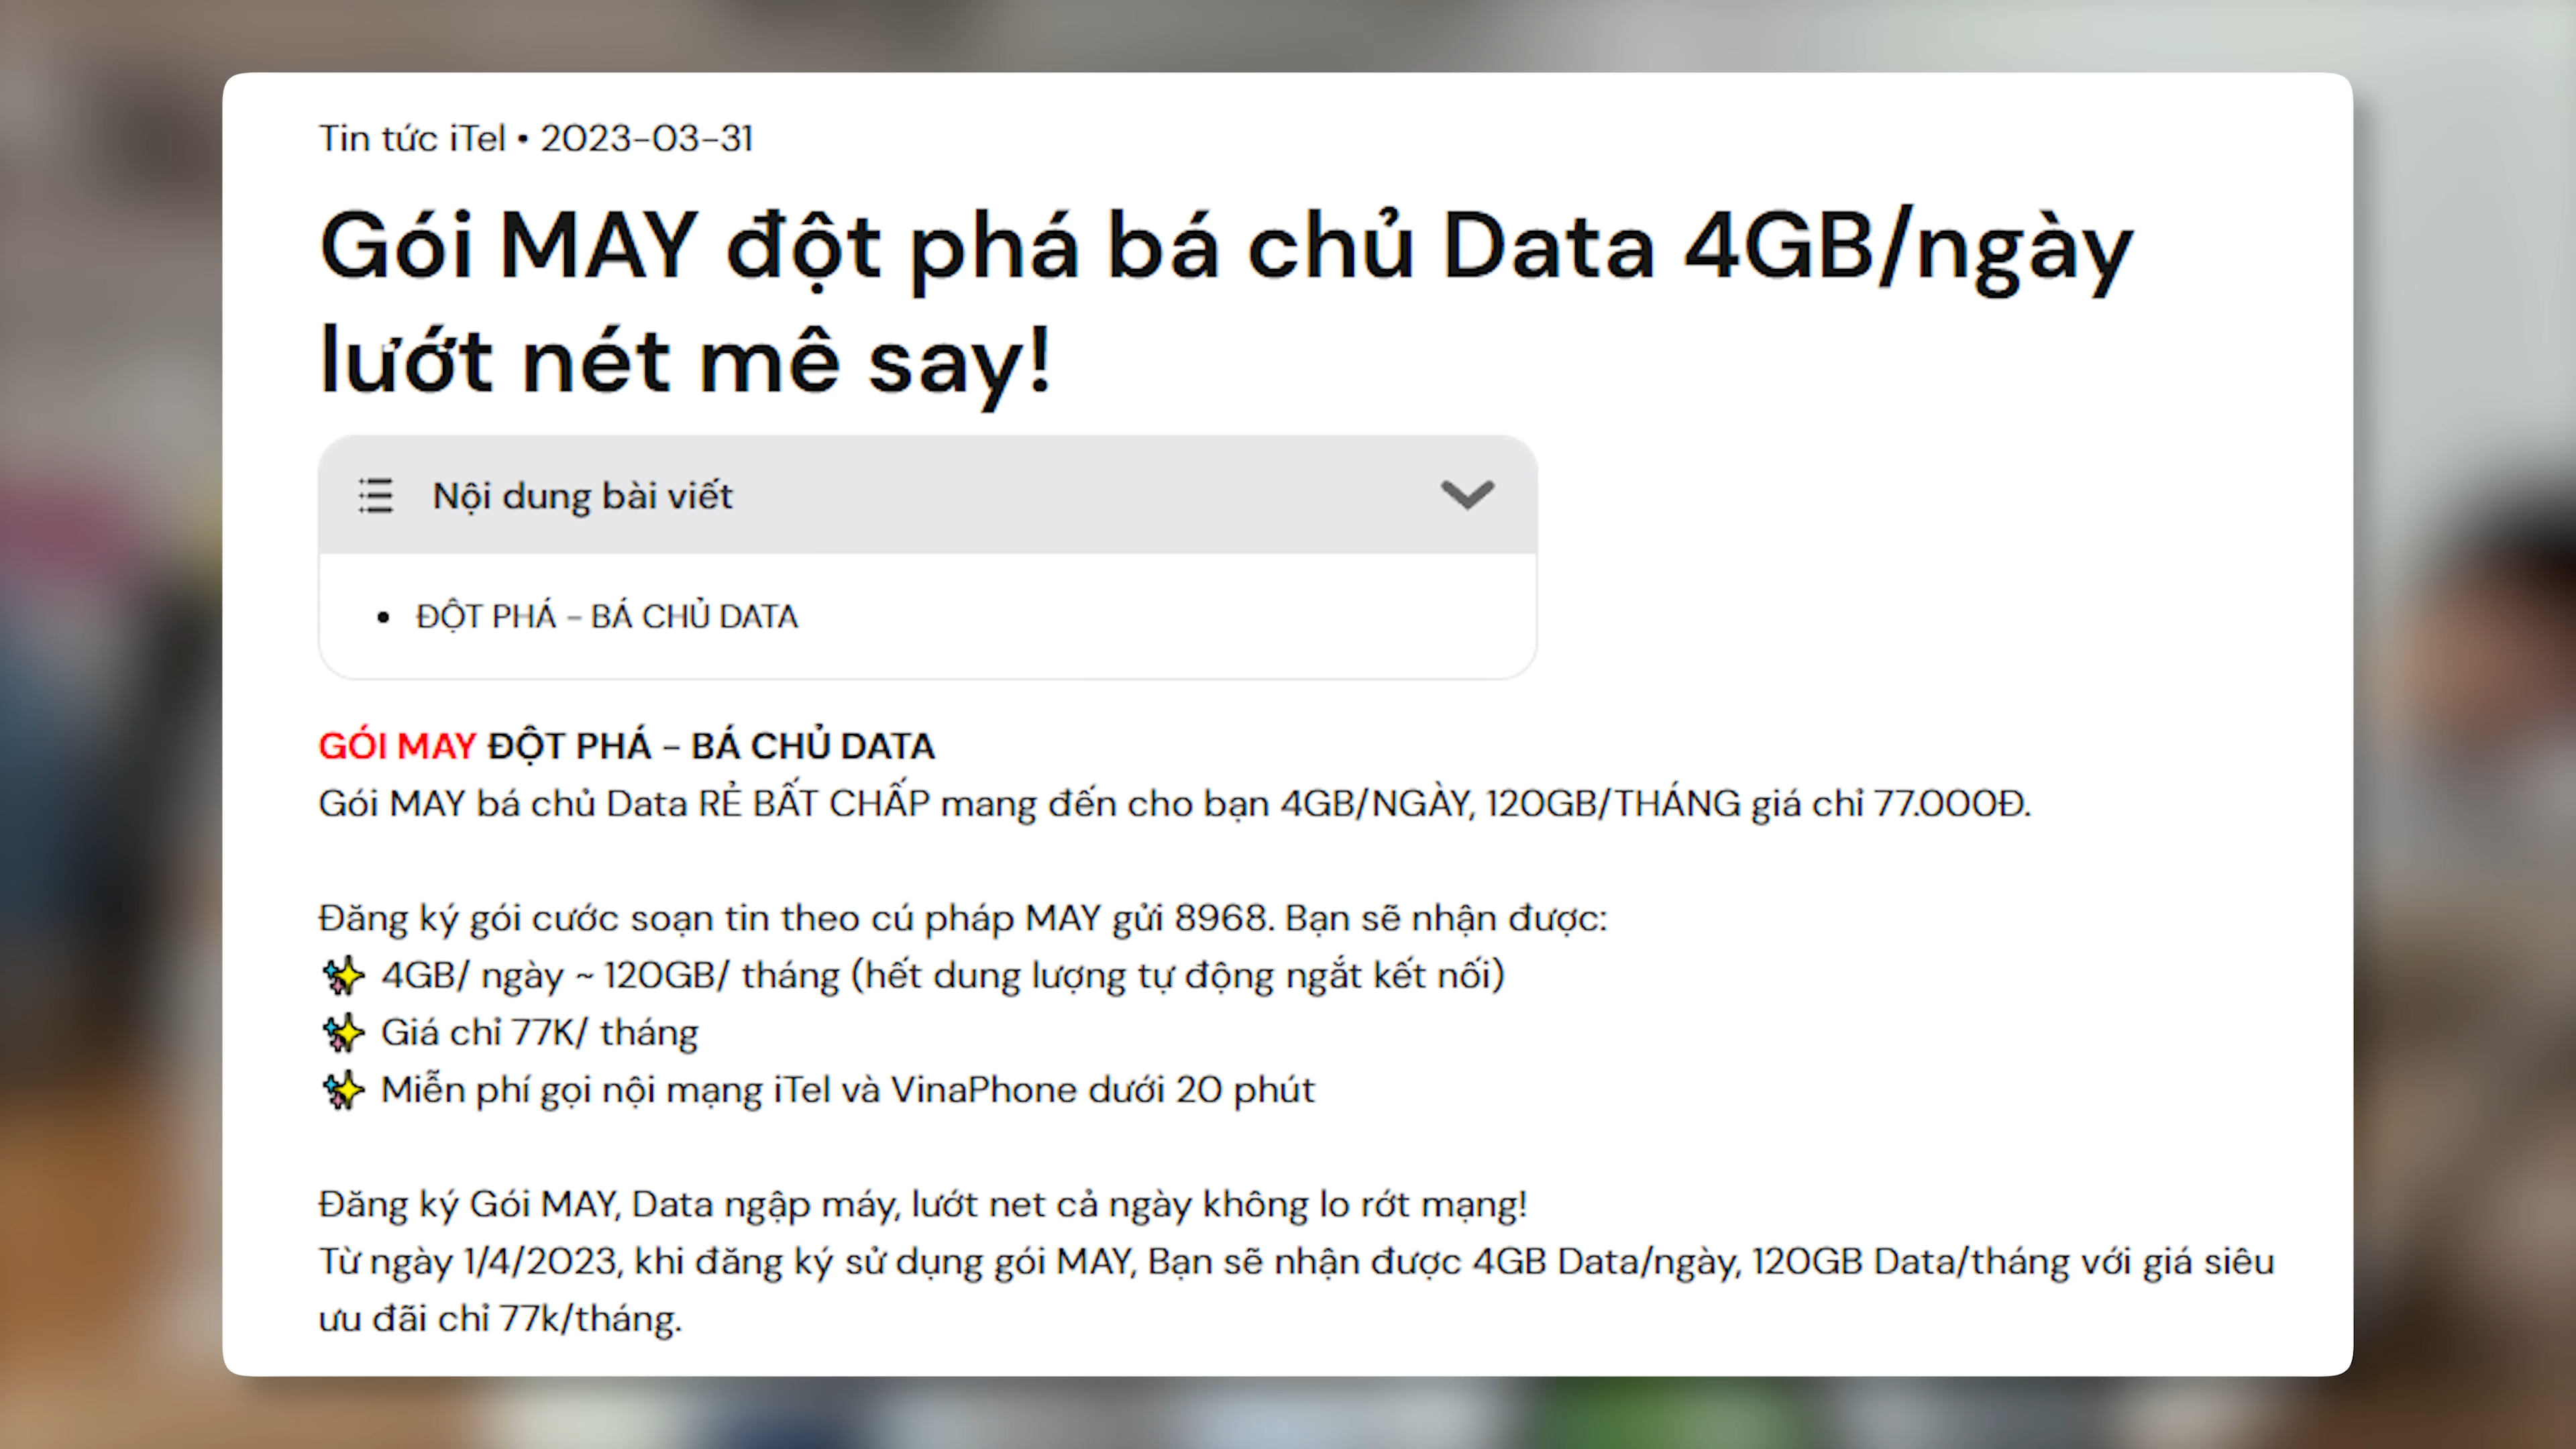 Tin tức iTel • 2023-03-31
Gói MAY đột phá bá chủ Data 4GB/ngày
lướt nét mê say!
Nội dung bài viết
• ĐỘT PHÁ - BÁ CHỦ DATA
GÓI MAY ĐỘT PHÁ - BÁ CHỦ DATA
Gói MAY bá chủ Data RẺ BẤT CHẤP mang đến cho bạn 4GB/NGÀY, 120GB/THÁNG giá chỉ 77.000Đ.
Đăng ký gói cước soạn tin theo cú pháp MAY gửi 8968. Bạn sẽ nhận được:
✨ 4GB/ ngày ~ 120GB/ tháng (hết dung lượng tự động ngắt kết nối)
✨ Giá chỉ 77K/ tháng
✨ Miễn phí gọi nội mạng iTel và VinaPhone dưới 20 phút
Đăng ký Gói MAY, Data ngập máy, lướt net cả ngày không lo rớt mạng!
Từ ngày 1/4/2023, khi đăng ký sử dụng gói MAY, Bạn sẽ nhận được 4GB Data/ngày, 120GB Data/tháng với giá siêu
ưu đãi chỉ 77k/tháng.